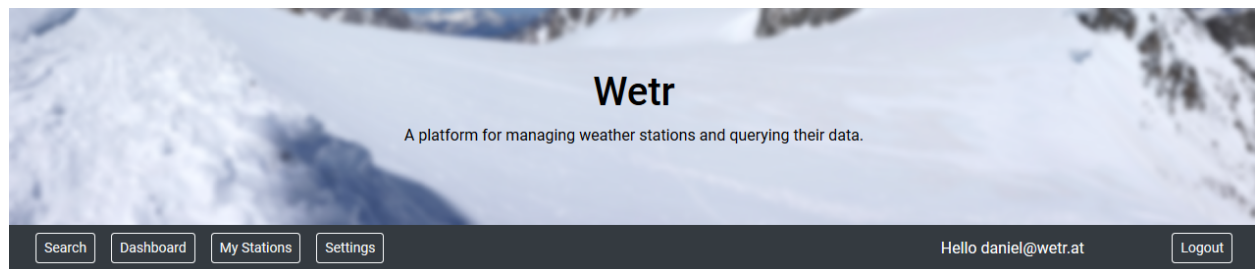 Wetr
A platform for managing weather stations and querying their data.
Search Dashboard My Stations Settings Hello daniel@wetr.at Logout